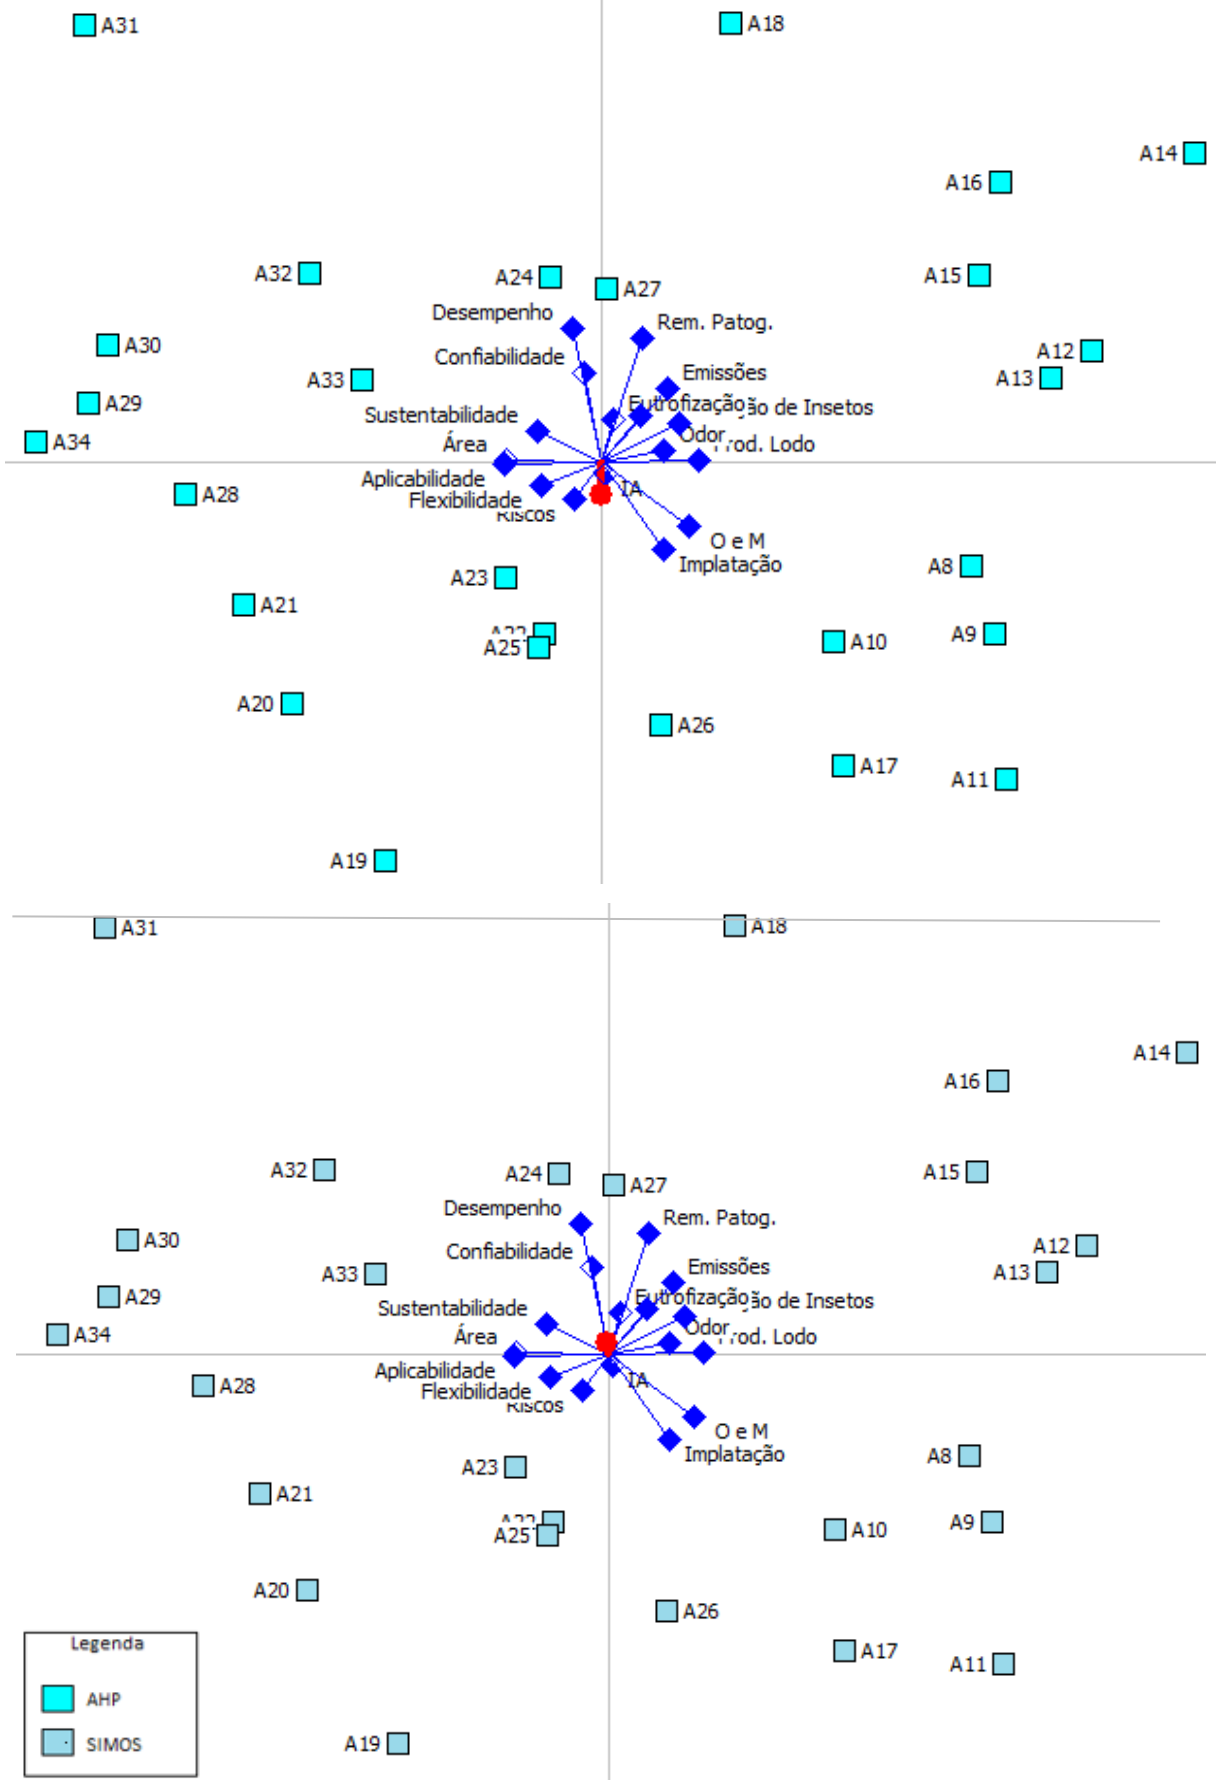 A31
A18
A14
A16
A32
A24
A15
A27
Desempenho
Rem. Patog.
A30
A12
Confiabilidade
Emissões
A33
A13
A29
Eutrofização
ão de Insetos
Sustentabilidade
Odor
A34
Área
rod. Lodo
Aplicabilidade
IA
A28
Flexibilidade
Riscos
O e M
Implatação
A8
A23
A21
A9
A10
A25
A20
A26
A17
A11
A19
A31
A18
A14
A16
A32
A24
A15
A27
Desempenho
Rem. Patog.
A30
A12
Confiabilidade
Emissões
A33
A13
A29
Eutrofização
ão de Insetos
Sustentabilidade
Odor
A34
Área
rod. Lodo
Aplicabilidade
IA
A28
Flexibilidade
Riscos
O e M
Implatação
A8
A23
A21
A9
A10
A25
A20
A26
A17
A11
A19
Legenda
AHP
SIMOS